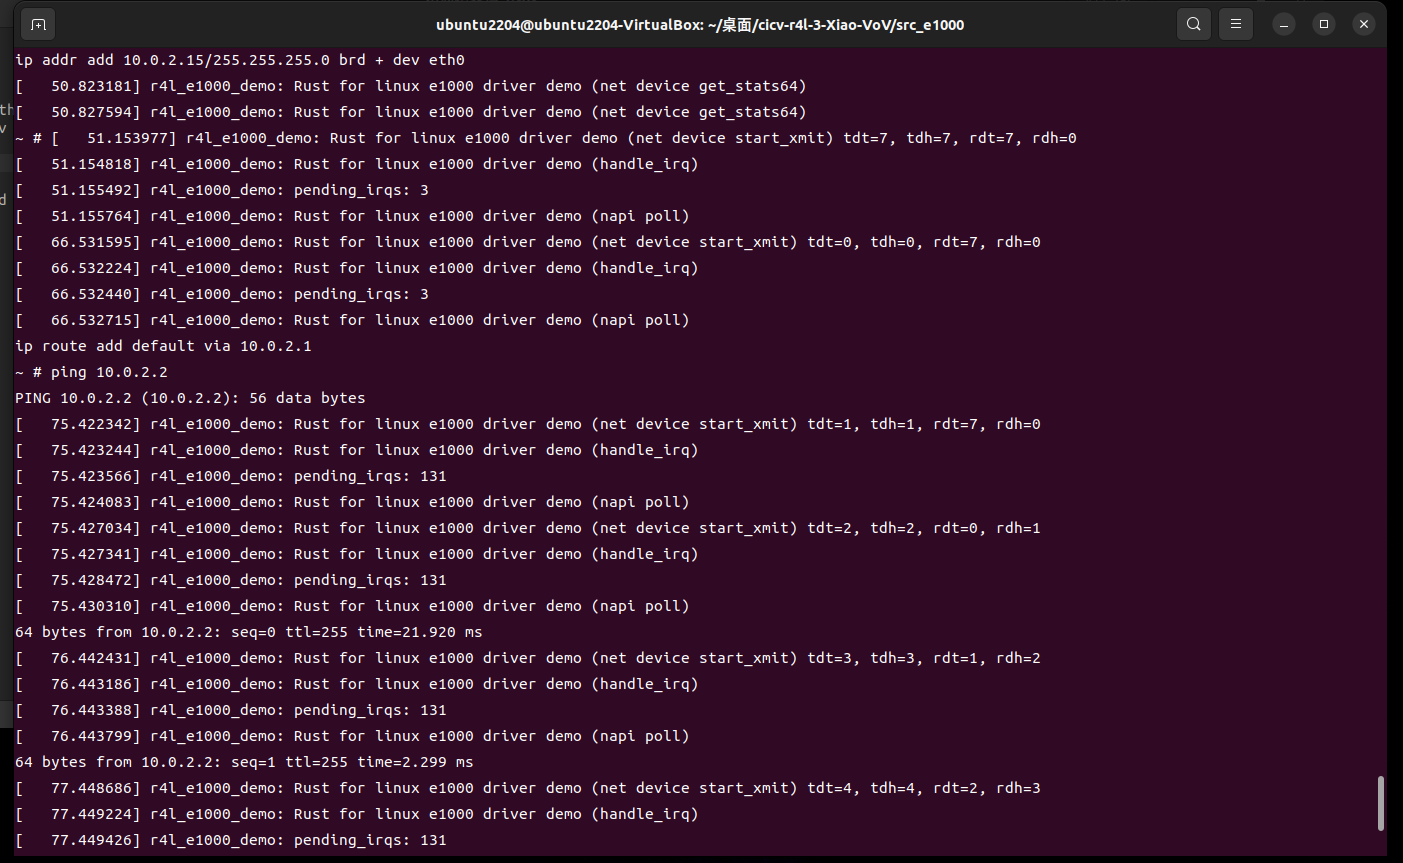 ubuntu2204@ubuntu2204-VirtualBox: ~/桌面/cicv-r4l-3-Xiao-VoV/src_e1000
ip addr add 10.0.2.15/255.255.255.0 brd + dev eth0
[   50.823181] r4l_e1000_demo: Rust for linux e1000 driver demo (net device get_stats64)
[   50.827594] r4l_e1000_demo: Rust for linux e1000 driver demo (net device get_stats64)
~ # [   51.153977] r4l_e1000_demo: Rust for linux e1000 driver demo (net device start_xmit) tdt=7, tdh=7, rdt=7, rdh=0
[   51.154818] r4l_e1000_demo: Rust for linux e1000 driver demo (handle_irq)
[   51.155492] r4l_e1000_demo: pending_irqs: 3
[   51.155764] r4l_e1000_demo: Rust for linux e1000 driver demo (napi poll)
[   66.531595] r4l_e1000_demo: Rust for linux e1000 driver demo (net device start_xmit) tdt=0, tdh=0, rdt=7, rdh=0
[   66.532224] r4l_e1000_demo: Rust for linux e1000 driver demo (handle_irq)
[   66.532440] r4l_e1000_demo: pending_irqs: 3
[   66.532715] r4l_e1000_demo: Rust for linux e1000 driver demo (napi poll)
ip route add default via 10.0.2.1
~ # ping 10.0.2.2
PING 10.0.2.2 (10.0.2.2): 56 data bytes
[   75.422342] r4l_e1000_demo: Rust for linux e1000 driver demo (net device start_xmit) tdt=1, tdh=1, rdt=7, rdh=0
[   75.423244] r4l_e1000_demo: Rust for linux e1000 driver demo (handle_irq)
[   75.423566] r4l_e1000_demo: pending_irqs: 131
[   75.424083] r4l_e1000_demo: Rust for linux e1000 driver demo (napi poll)
[   75.427034] r4l_e1000_demo: Rust for linux e1000 driver demo (net device start_xmit) tdt=2, tdh=2, rdt=0, rdh=1
[   75.427341] r4l_e1000_demo: Rust for linux e1000 driver demo (handle_irq)
[   75.428472] r4l_e1000_demo: pending_irqs: 131
[   75.430310] r4l_e1000_demo: Rust for linux e1000 driver demo (napi poll)
64 bytes from 10.0.2.2: seq=0 ttl=255 time=21.920 ms
[   76.442431] r4l_e1000_demo: Rust for linux e1000 driver demo (net device start_xmit) tdt=3, tdh=3, rdt=1, rdh=2
[   76.443186] r4l_e1000_demo: Rust for linux e1000 driver demo (handle_irq)
[   76.443388] r4l_e1000_demo: pending_irqs: 131
[   76.443799] r4l_e1000_demo: Rust for linux e1000 driver demo (napi poll)
64 bytes from 10.0.2.2: seq=1 ttl=255 time=2.299 ms
[   77.448686] r4l_e1000_demo: Rust for linux e1000 driver demo (net device start_xmit) tdt=4, tdh=4, rdt=2, rdh=3
[   77.449224] r4l_e1000_demo: Rust for linux e1000 driver demo (handle_irq)
[   77.449426] r4l_e1000_demo: pending_irqs: 131